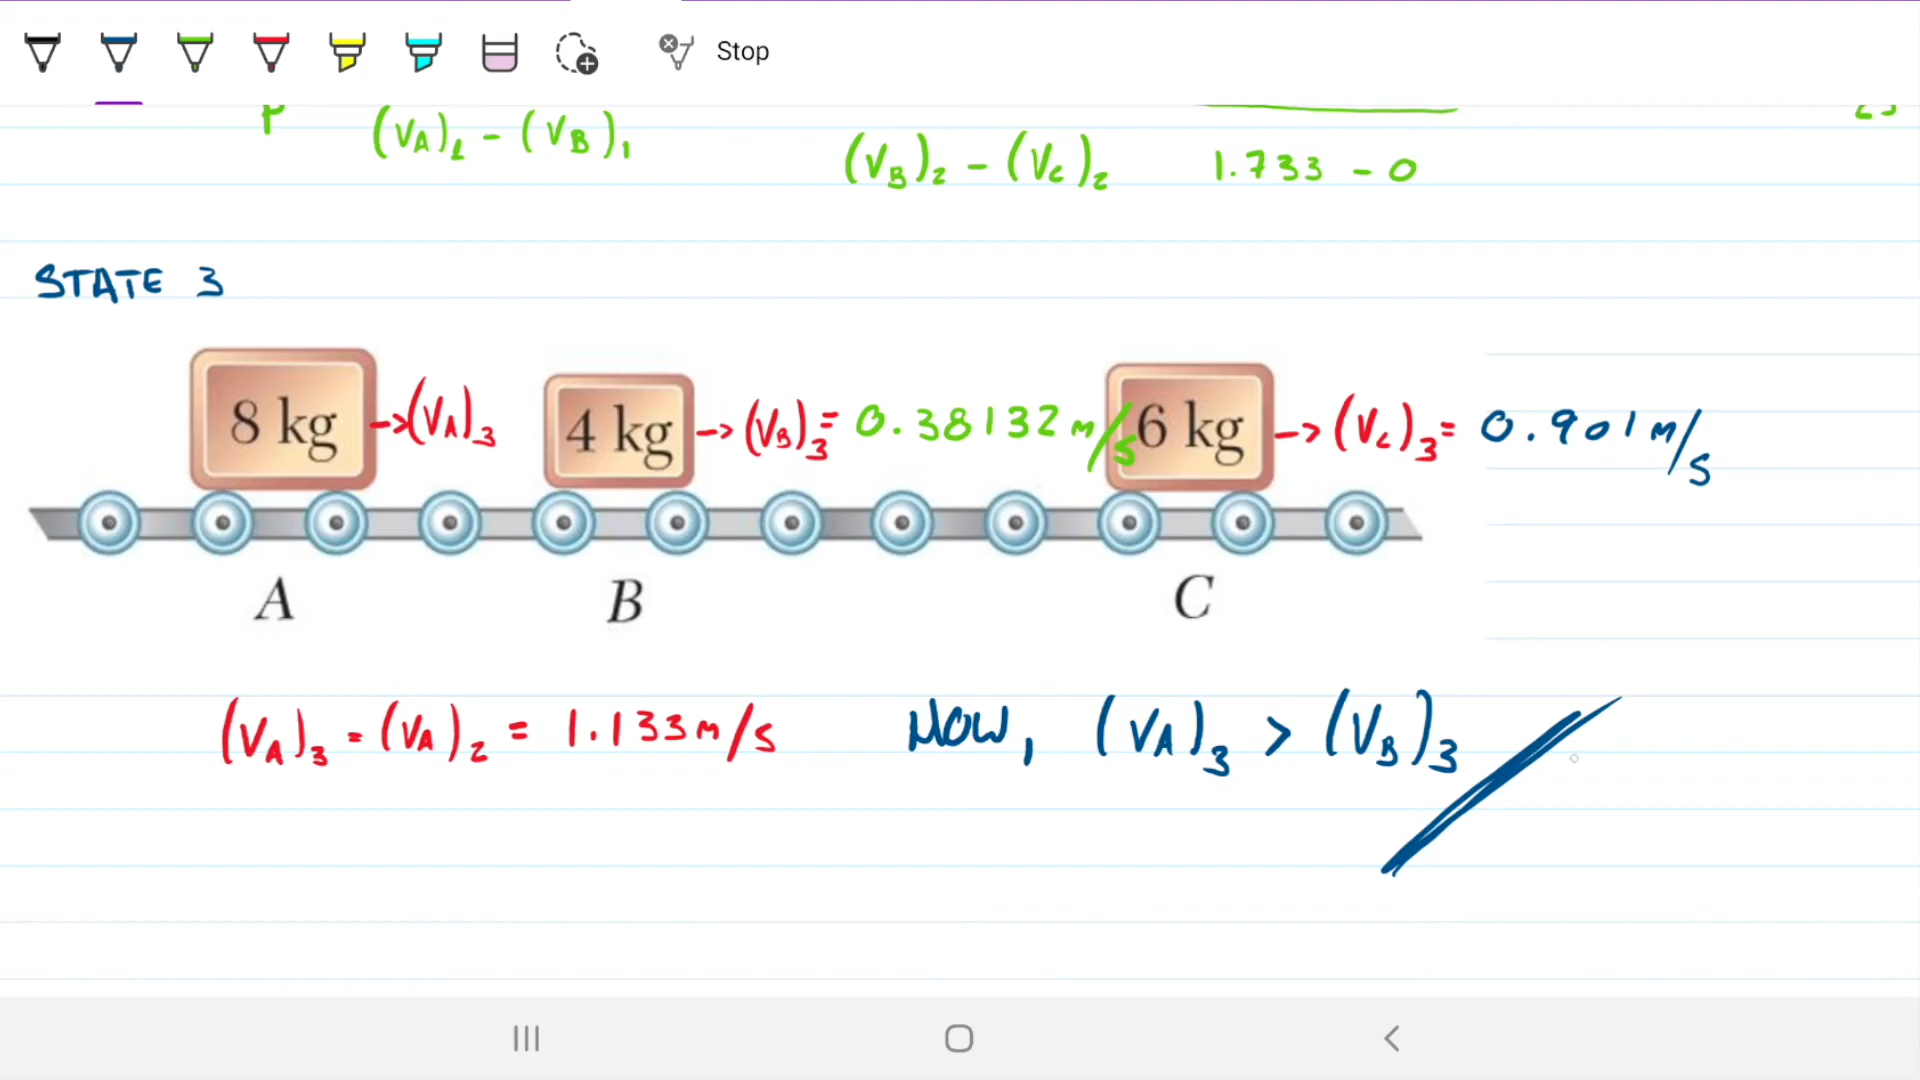 Stop
(VA)2 - (VB)1
(VB)2 - (VC)2 1.733 - 0
STATE 3
8 kg →(VA)3 4 kg → (VB)3 = 0.38132 m/s 6 kg → (VC)3 = 0.901 m/s
A B C
(VA)3 = (VA)2 = 1.133 m/s NOW, (VA)3 > (VB)3